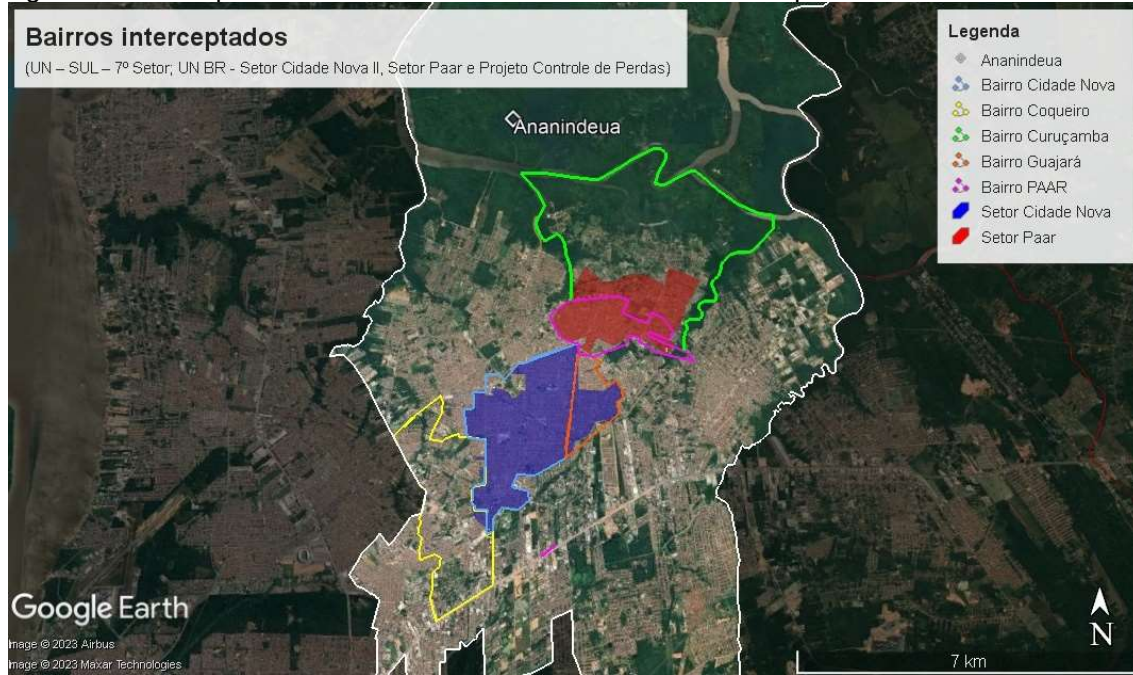 Bairros interceptados
(UN – SUL – 7º Setor; UN BR - Setor Cidade Nova II, Setor Paar e Projeto Controle de Perdas)
Legenda
Ananindeua
Bairro Cidade Nova
Bairro Coqueiro
Bairro Curuçamba
Bairro Guajará
Bairro PAAR
Setor Cidade Nova
Setor Paar
Ananindeua
Google Earth
Image © 2023 Airbus
Image © 2023 Maxar Technologies
N
7 km